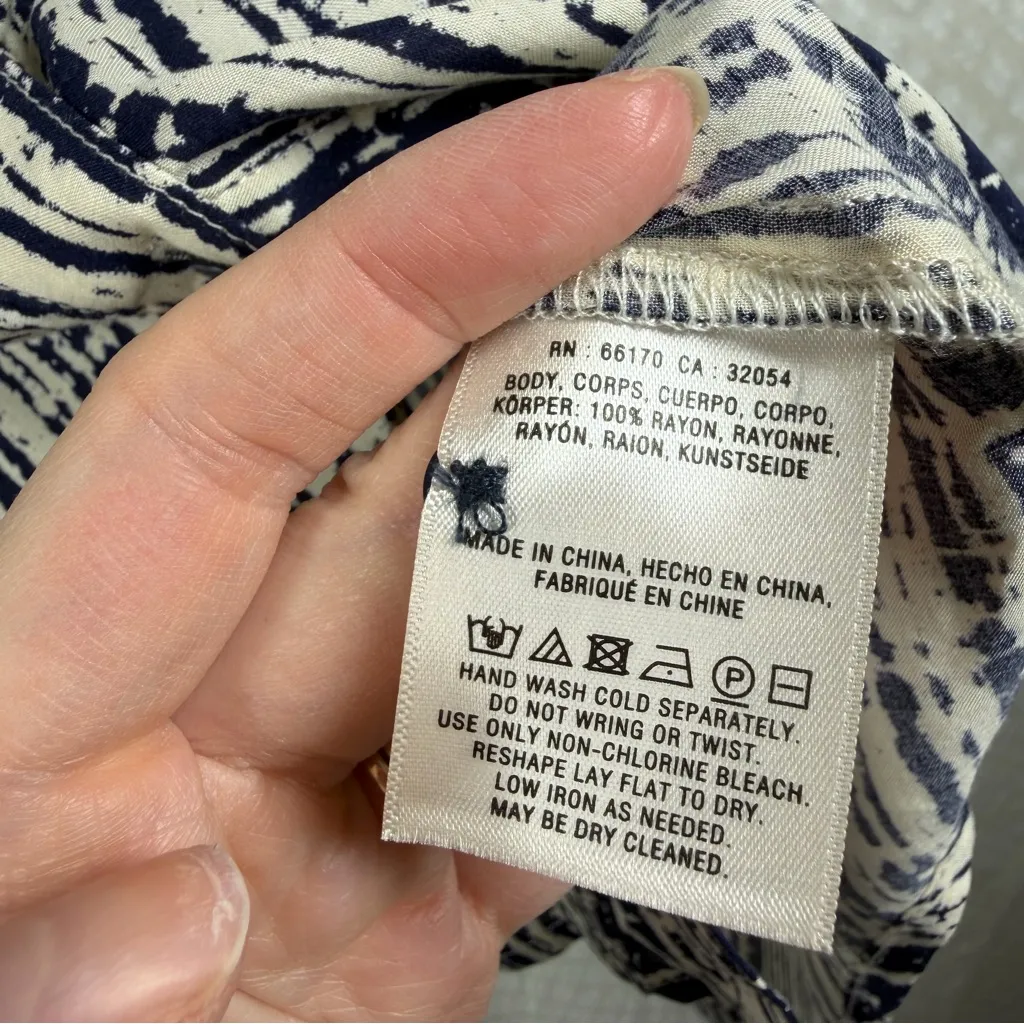 RN : 66170 CA : 32054
BODY, CORPS, CUERPO, CORPO,
KÖRPER: 100% RAYON, RAYONNE,
RAYÓN, RAION, KUNSTSEIDE
MADE IN CHINA, HECHO EN CHINA,
FABRIQUÉ EN CHINE
P
HAND WASH COLD SEPARATELY.
DO NOT WRING OR TWIST.
USE ONLY NON-CHLORINE BLEACH.
RESHAPE LAY FLAT TO DRY.
LOW IRON AS NEEDED.
MAY BE DRY CLEANED.